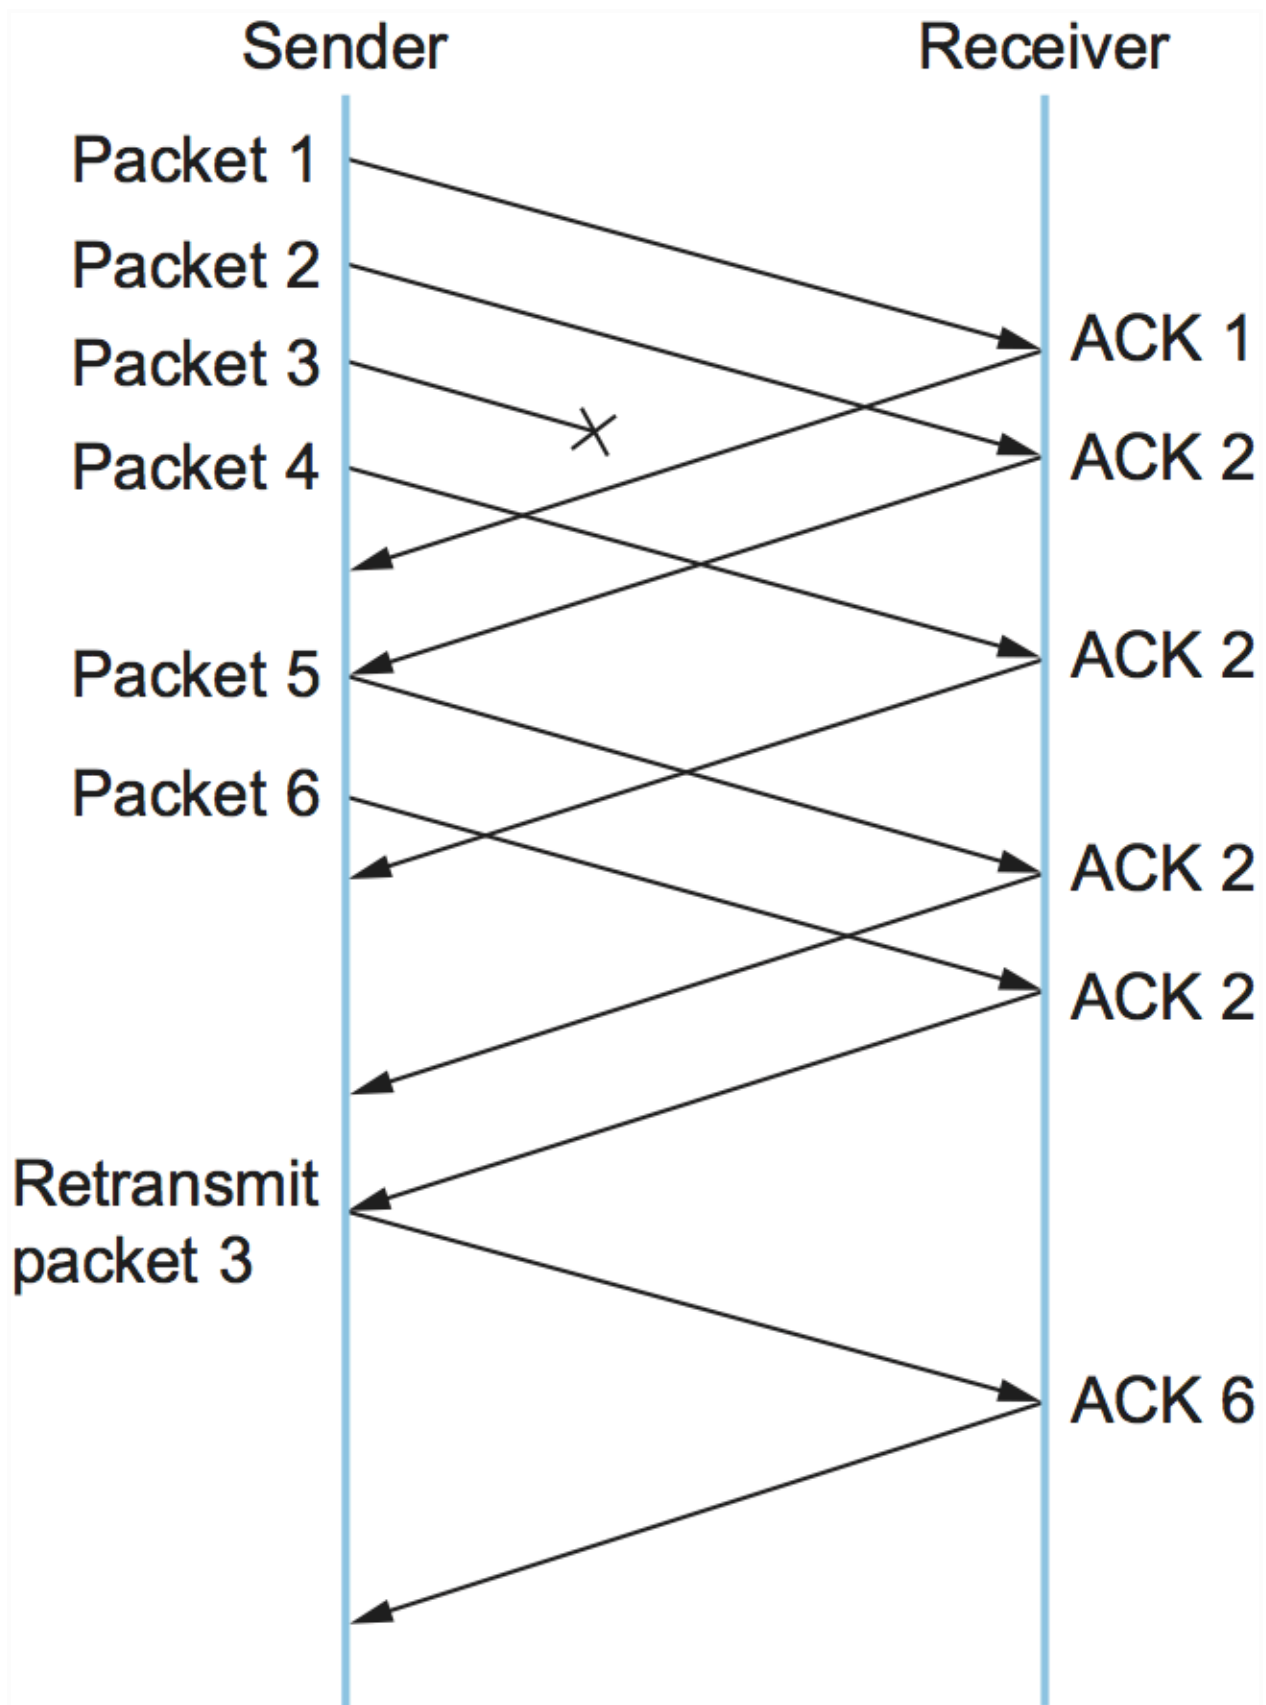 Sender
Receiver
Packet 1
Packet 2
ACK 1
Packet 3
ACK 2
Packet 4
ACK 2
Packet 5
Packet 6
ACK 2
ACK 2
Retransmit
packet 3
ACK 6